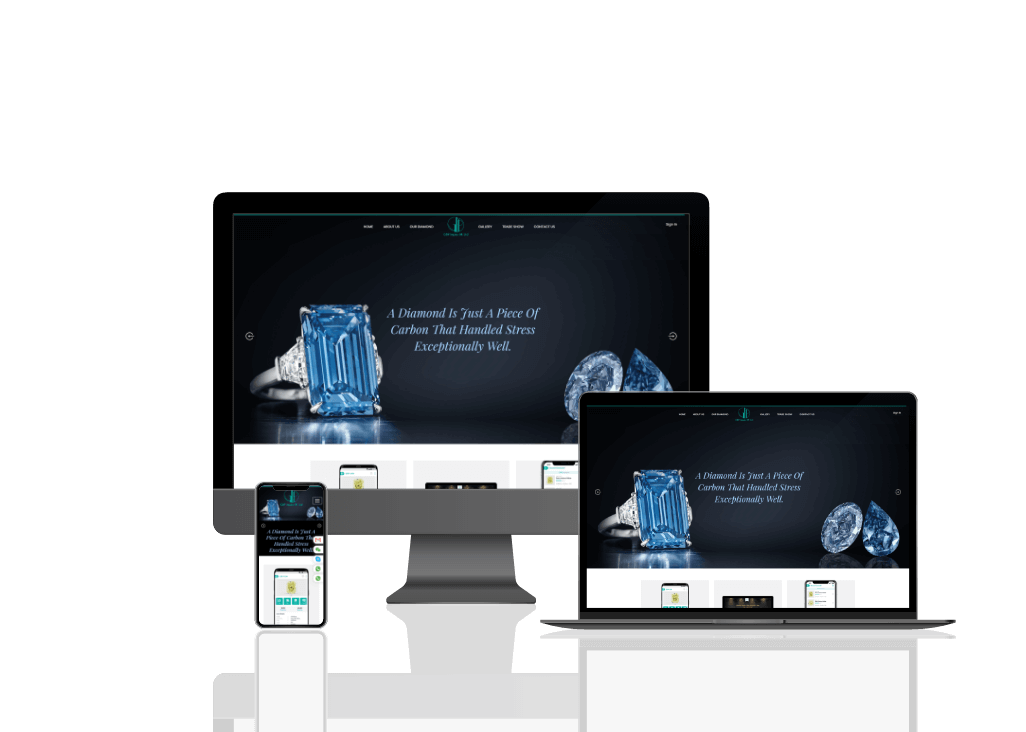 HOME ABOUT US OUR DIAMOND GALLERY TRADE SHOW CONTACT US Sign In
A Diamond Is Just A Piece Of
Carbon That Handled Stress
Exceptionally Well.
HOME ABOUT US OUR DIAMOND GALLERY TRADE SHOW CONTACT US Sign In
A Diamond Is Just A Piece Of
Carbon That Handled Stress
Exceptionally Well.
A Diamond Is Just A
Piece Of Carbon
Handled Stress
Exceptionally Well